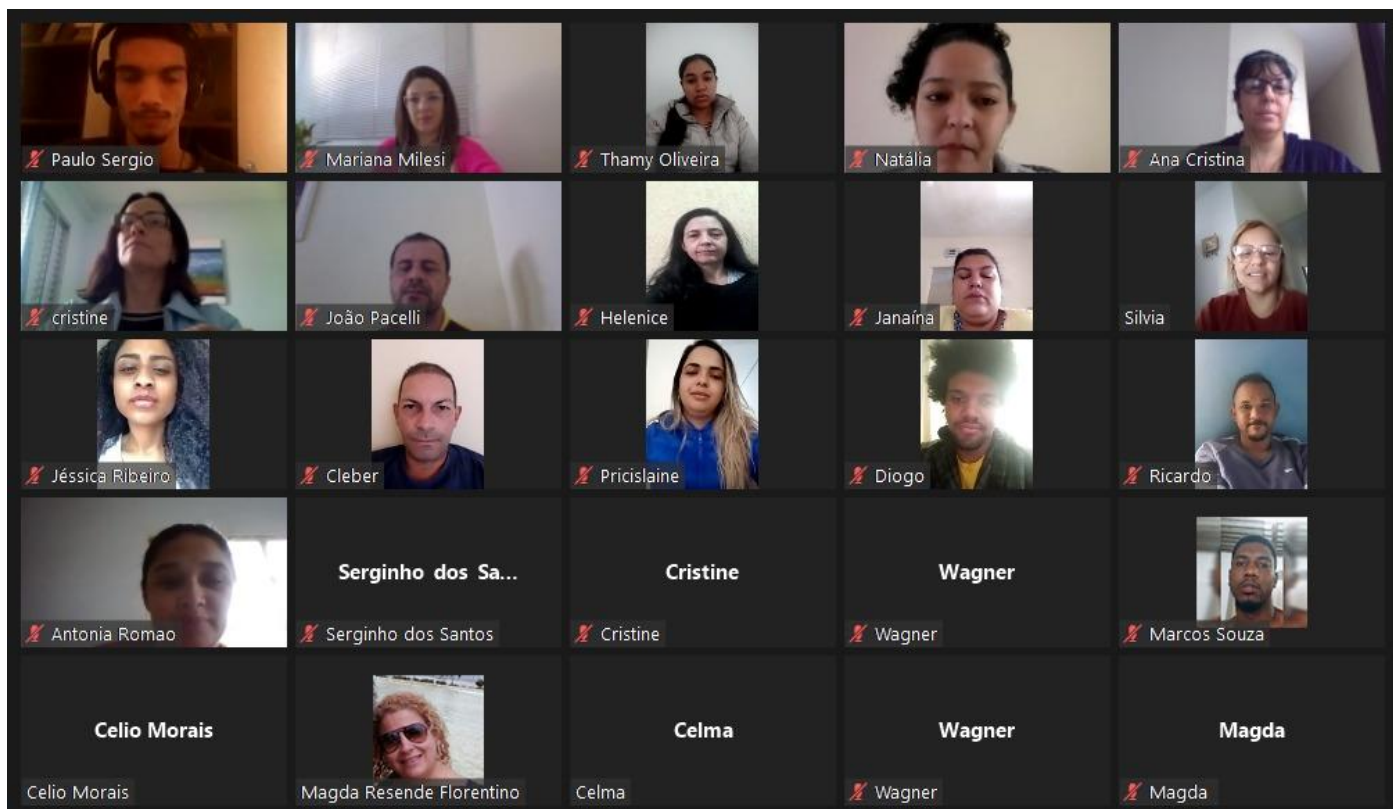 Paulo Sergio
Mariana Milesi
Thamy Oliveira
Natália
Ana Cristina
cristine
João Pacelli
Helenice
Janaína
Silvia
Jéssica Ribeiro
Cleber
Pricislaine
Diogo
Ricardo
Antonia Romao
Serginho dos Sa...
Serginho dos Santos
Cristine
Cristine
Wagner
Wagner
Marcos Souza
Celio Morais
Celio Morais
Magda Resende Florentino
Celma
Celma
Wagner
Wagner
Magda
Magda